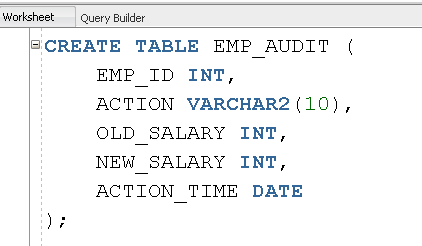 Worksheet Query Builder
CREATE TABLE EMP_AUDIT (
    EMP_ID INT,
    ACTION VARCHAR2(10),
    OLD_SALARY INT,
    NEW_SALARY INT,
    ACTION_TIME DATE
);